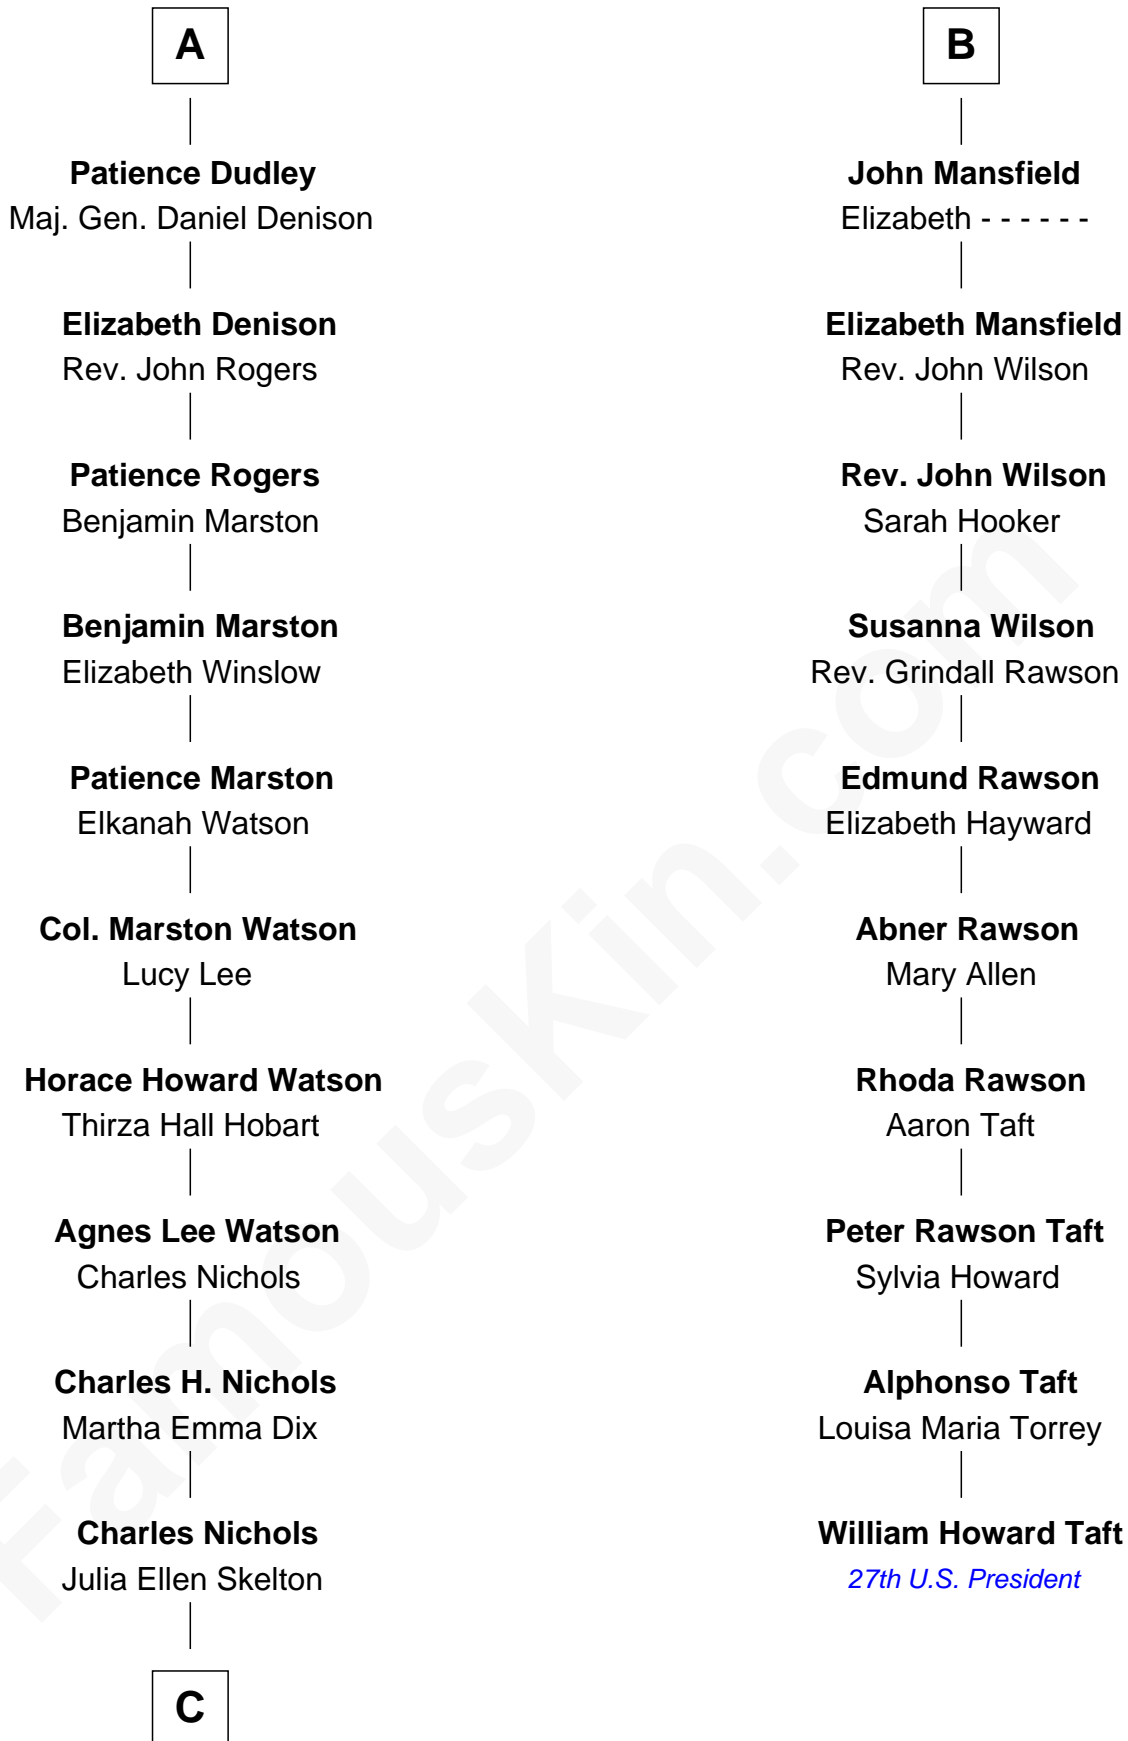 A
Patience Dudley
Maj. Gen. Daniel Denison
Elizabeth Denison
Rev. John Rogers
Patience Rogers
Benjamin Marston
Benjamin Marston
Elizabeth Winslow
Patience Marston
Elkanah Watson
Col. Marston Watson
Lucy Lee
Horace Howard Watson
Thirza Hall Hobart
Agnes Lee Watson
Charles Nichols
Charles H. Nichols
Martha Emma Dix
Charles Nichols
Julia Ellen Skelton
C
B
John Mansfield
Elizabeth - - - - - -
Elizabeth Mansfield
Rev. John Wilson
Rev. John Wilson
Sarah Hooker
Susanna Wilson
Rev. Grindall Rawson
Edmund Rawson
Elizabeth Hayward
Abner Rawson
Mary Allen
Rhoda Rawson
Aaron Taft
Peter Rawson Taft
Sylvia Howard
Alphonso Taft
Louisa Maria Torrey
William Howard Taft
27th U.S. President
FamousKin.com